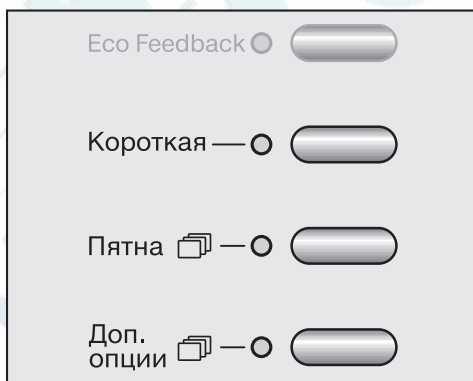 Eco Feedback
Короткая
Пятна
Доп.
опции